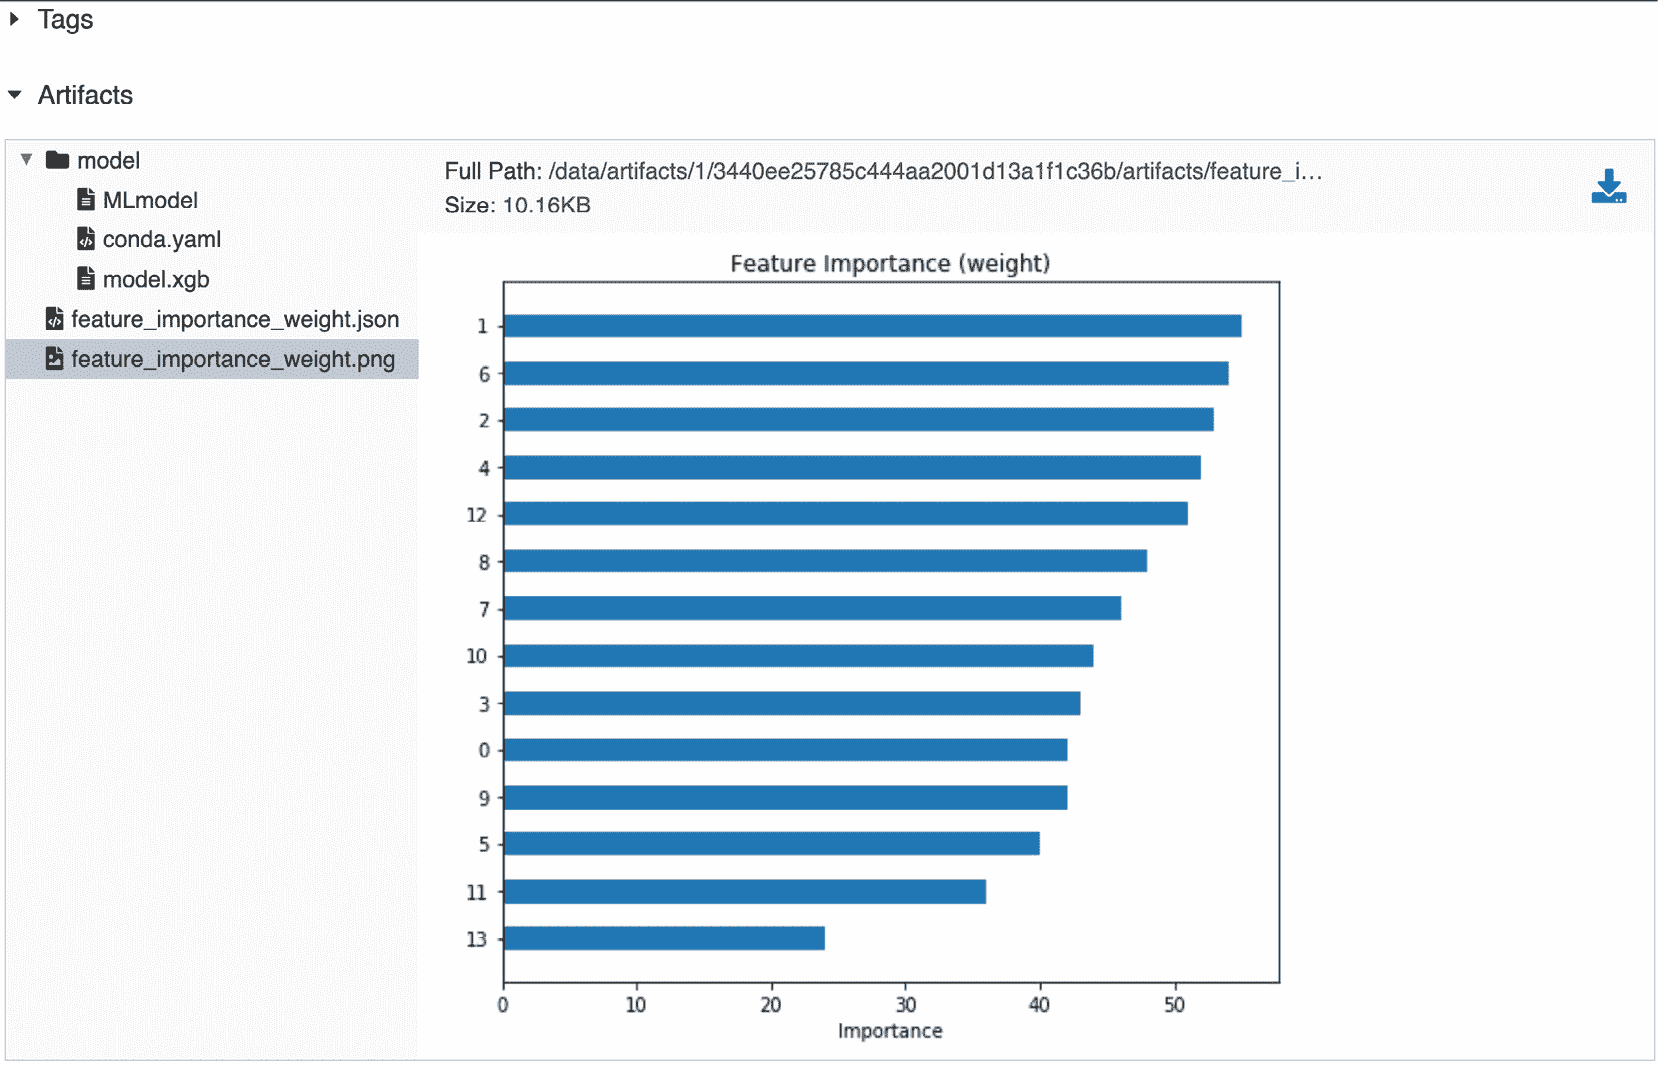 Tags
Artifacts
model
MLmodel
conda.yaml
model.xgb
feature_importance_weight.json
feature_importance_weight.png
Full Path: /data/artifacts/1/3440ee25785c444aa2001d13a1f1c36b/artifacts/feature_i...
Size: 10.16KB
Feature Importance (weight)
1
6
2
4
12
8
7
10
3
0
9
5
11
13
0 10 20 30 40 50
Importance